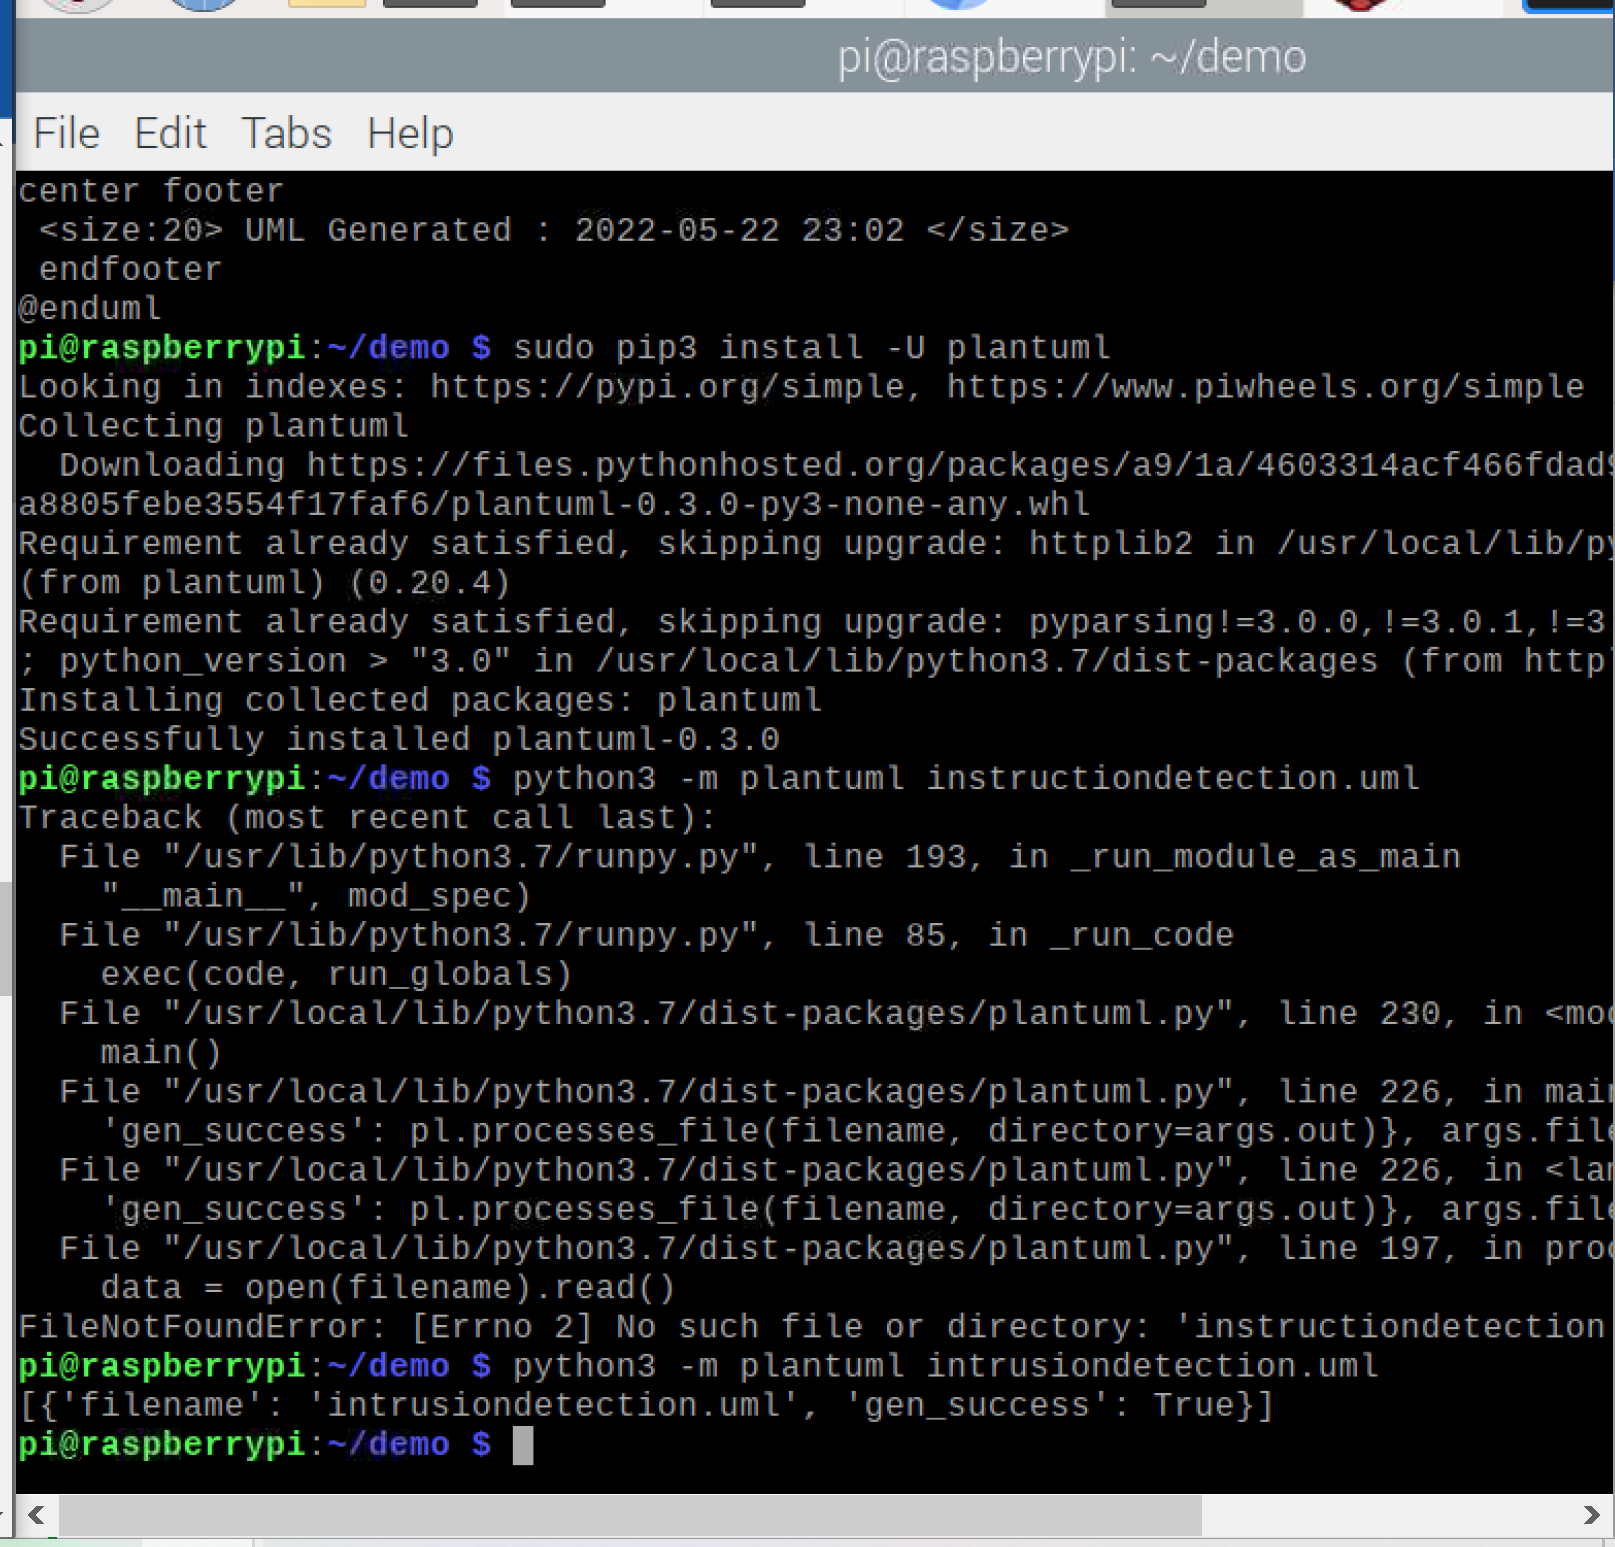 pi@raspberrypi: ~/demo
File Edit Tabs Help
center footer
 <size:20> UML Generated : 2022-05-22 23:02 </size>
 endfooter
@enduml
pi@raspberrypi:~/demo $ sudo pip3 install -U plantuml
Looking in indexes: https://pypi.org/simple, https://www.piwheels.org/simple
Collecting plantuml
  Downloading https://files.pythonhosted.org/packages/a9/1a/4603314acf466fdad9
a8805febe3554f17faf6/plantuml-0.3.0-py3-none-any.whl
Requirement already satisfied, skipping upgrade: httplib2 in /usr/local/lib/py
(from plantuml) (0.20.4)
Requirement already satisfied, skipping upgrade: pyparsing!=3.0.0,!=3.0.1,!=3
; python_version > "3.0" in /usr/local/lib/python3.7/dist-packages (from http
Installing collected packages: plantuml
Successfully installed plantuml-0.3.0
pi@raspberrypi:~/demo $ python3 -m plantuml instructiondetection.uml
Traceback (most recent call last):
  File "/usr/lib/python3.7/runpy.py", line 193, in _run_module_as_main
    "__main__", mod_spec)
  File "/usr/lib/python3.7/runpy.py", line 85, in _run_code
    exec(code, run_globals)
  File "/usr/local/lib/python3.7/dist-packages/plantuml.py", line 230, in <mo
    main()
  File "/usr/local/lib/python3.7/dist-packages/plantuml.py", line 226, in main
    'gen_success': pl.processes_file(filename, directory=args.out)}, args.file
  File "/usr/local/lib/python3.7/dist-packages/plantuml.py", line 226, in <la
    'gen_success': pl.processes_file(filename, directory=args.out)}, args.file
  File "/usr/local/lib/python3.7/dist-packages/plantuml.py", line 197, in proc
    data = open(filename).read()
FileNotFoundError: [Errno 2] No such file or directory: 'instructiondetection
pi@raspberrypi:~/demo $ python3 -m plantuml intrusiondetection.uml
[{'filename': 'intrusiondetection.uml', 'gen_success': True}]
pi@raspberrypi:~/demo $